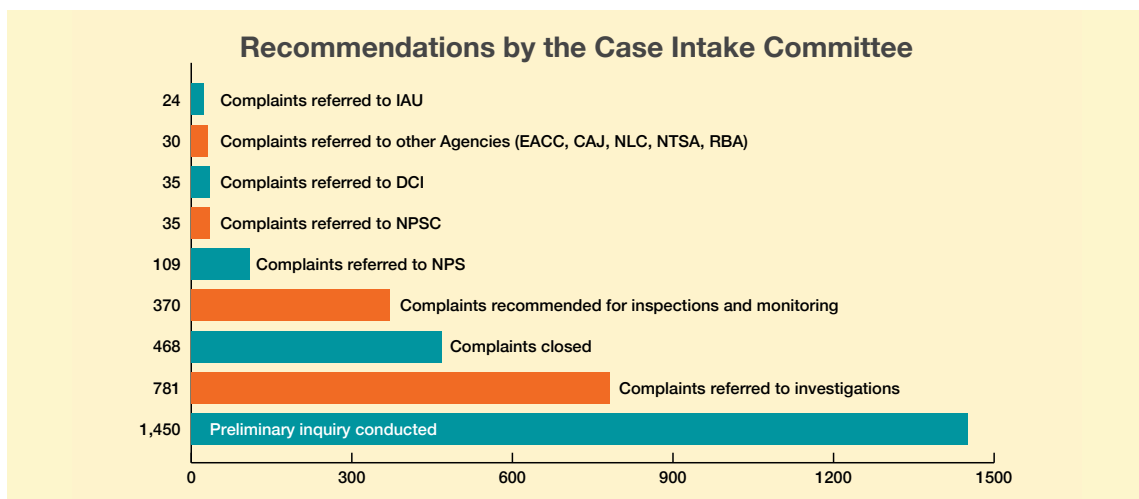 Recommendations by the Case Intake Committee
24 Complaints referred to IAU
30 Complaints referred to other Agencies (EACC, CAJ, NLC, NTSA, RBA)
35 Complaints referred to DCI
35 Complaints referred to NPSC
109 Complaints referred to NPS
370 Complaints recommended for inspections and monitoring
468 Complaints closed
781 Complaints referred to investigations
1,450 Preliminary inquiry conducted
0 300 600 900 1200 1500